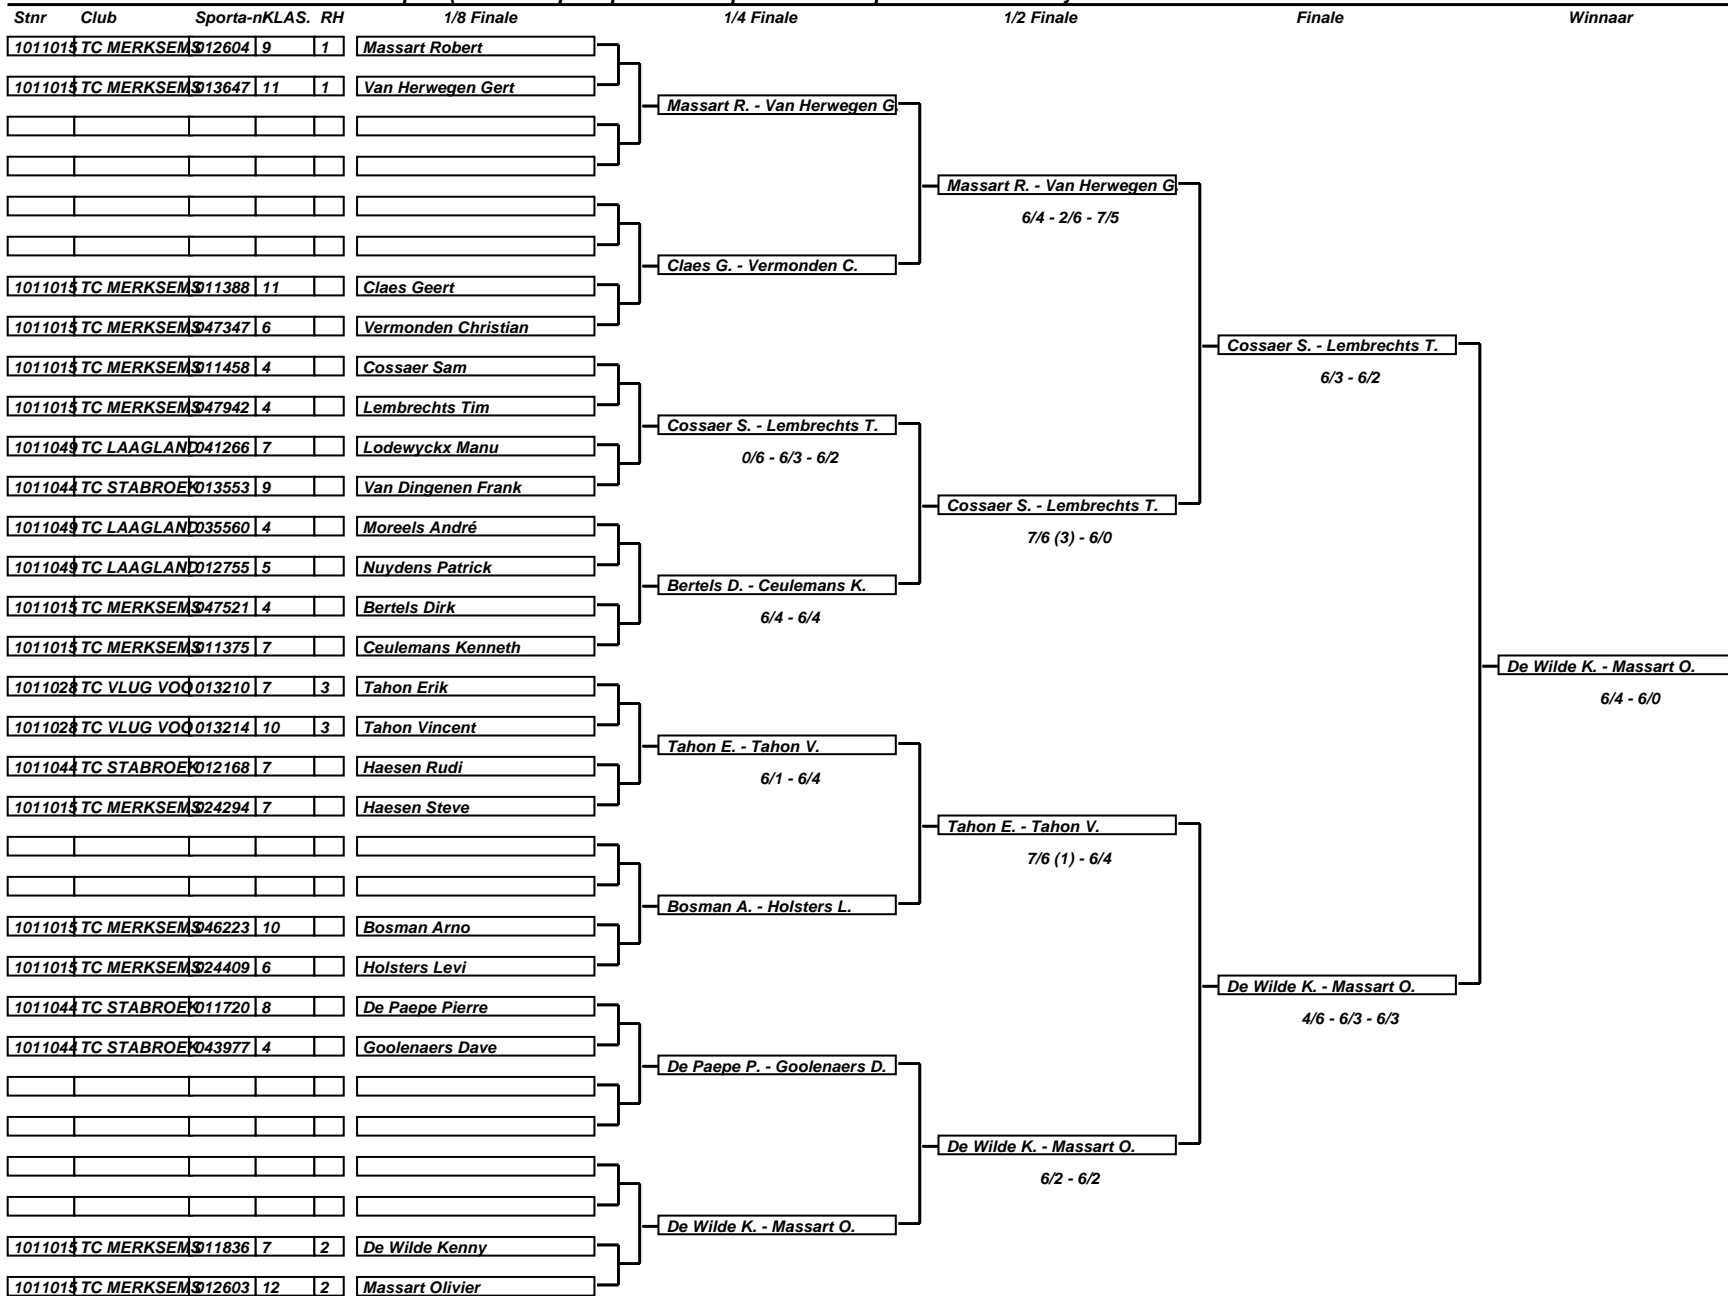 Stnr Club Sporta-nKLAS. RH 1/8 Finale 1/4 Finale 1/2 Finale Finale Winnaar
1011015 TC MERKSEMS 012604 9 1 Massart Robert
1011015 TC MERKSEMS 013647 11 1 Van Herwegen Gert
Massart R. - Van Herwegen G.
Massart R. - Van Herwegen G.
6/4 - 2/6 - 7/5
Claes G. - Vermonden C.
1011015 TC MERKSEMS 011388 11 Claes Geert
1011015 TC MERKSEMS 047347 6 Vermonden Christian
Cossaer S. - Lembrechts T.
1011015 TC MERKSEMS 011458 4 Cossaer Sam
6/3 - 6/2
1011015 TC MERKSEMS 047942 4 Lembrechts Tim
Cossaer S. - Lembrechts T.
1011049 TC LAAGLAND 041266 7 Lodewyckx Manu
0/6 - 6/3 - 6/2
1011044 TC STABROEK 013553 9 Van Dingenen Frank
Cossaer S. - Lembrechts T.
1011049 TC LAAGLAND 035560 4 Moreels André
7/6 (3) - 6/0
1011049 TC LAAGLAND 012755 5 Nuydens Patrick
Bertels D. - Ceulemans K.
1011015 TC MERKSEMS 047521 4 Bertels Dirk
6/4 - 6/4
1011015 TC MERKSEMS 011375 7 Ceulemans Kenneth
De Wilde K. - Massart O.
1011028 TC VLUG VOO 013210 7 3 Tahon Erik
6/4 - 6/0
1011028 TC VLUG VOO 013214 10 3 Tahon Vincent
Tahon E. - Tahon V.
1011044 TC STABROEK 012168 7 Haesen Rudi
6/1 - 6/4
1011015 TC MERKSEMS 024294 7 Haesen Steve
Tahon E. - Tahon V.
7/6 (1) - 6/4
Bosman A. - Holsters L.
1011015 TC MERKSEMS 046223 10 Bosman Arno
1011015 TC MERKSEMS 024409 6 Holsters Levi
De Wilde K. - Massart O.
1011044 TC STABROEK 011720 8 De Paepe Pierre
4/6 - 6/3 - 6/3
1011044 TC STABROEK 043977 4 Goolenaers Dave
De Paepe P. - Goolenaers D.
De Wilde K. - Massart O.
6/2 - 6/2
De Wilde K. - Massart O.
1011015 TC MERKSEMS 011836 7 2 De Wilde Kenny
1011015 TC MERKSEMS 012603 12 2 Massart Olivier